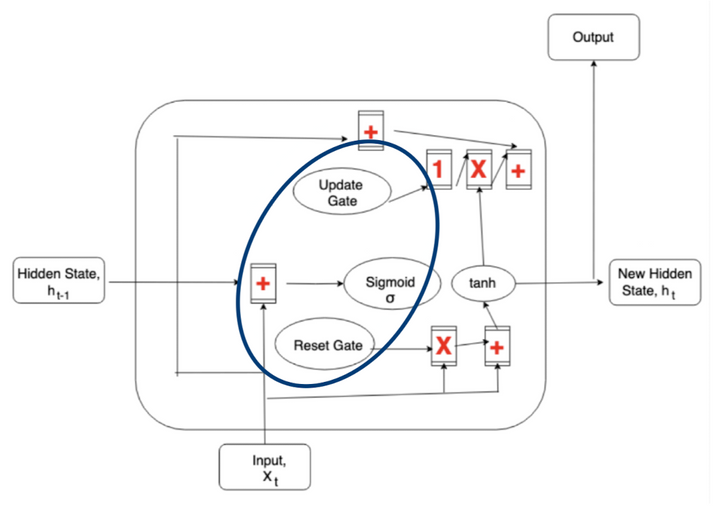 Output
+
1 X +
Update
Gate
Hidden State,
h t-1
+
Sigmoid
σ
tanh
New Hidden
State, h t
Reset Gate
X +
Input,
X t